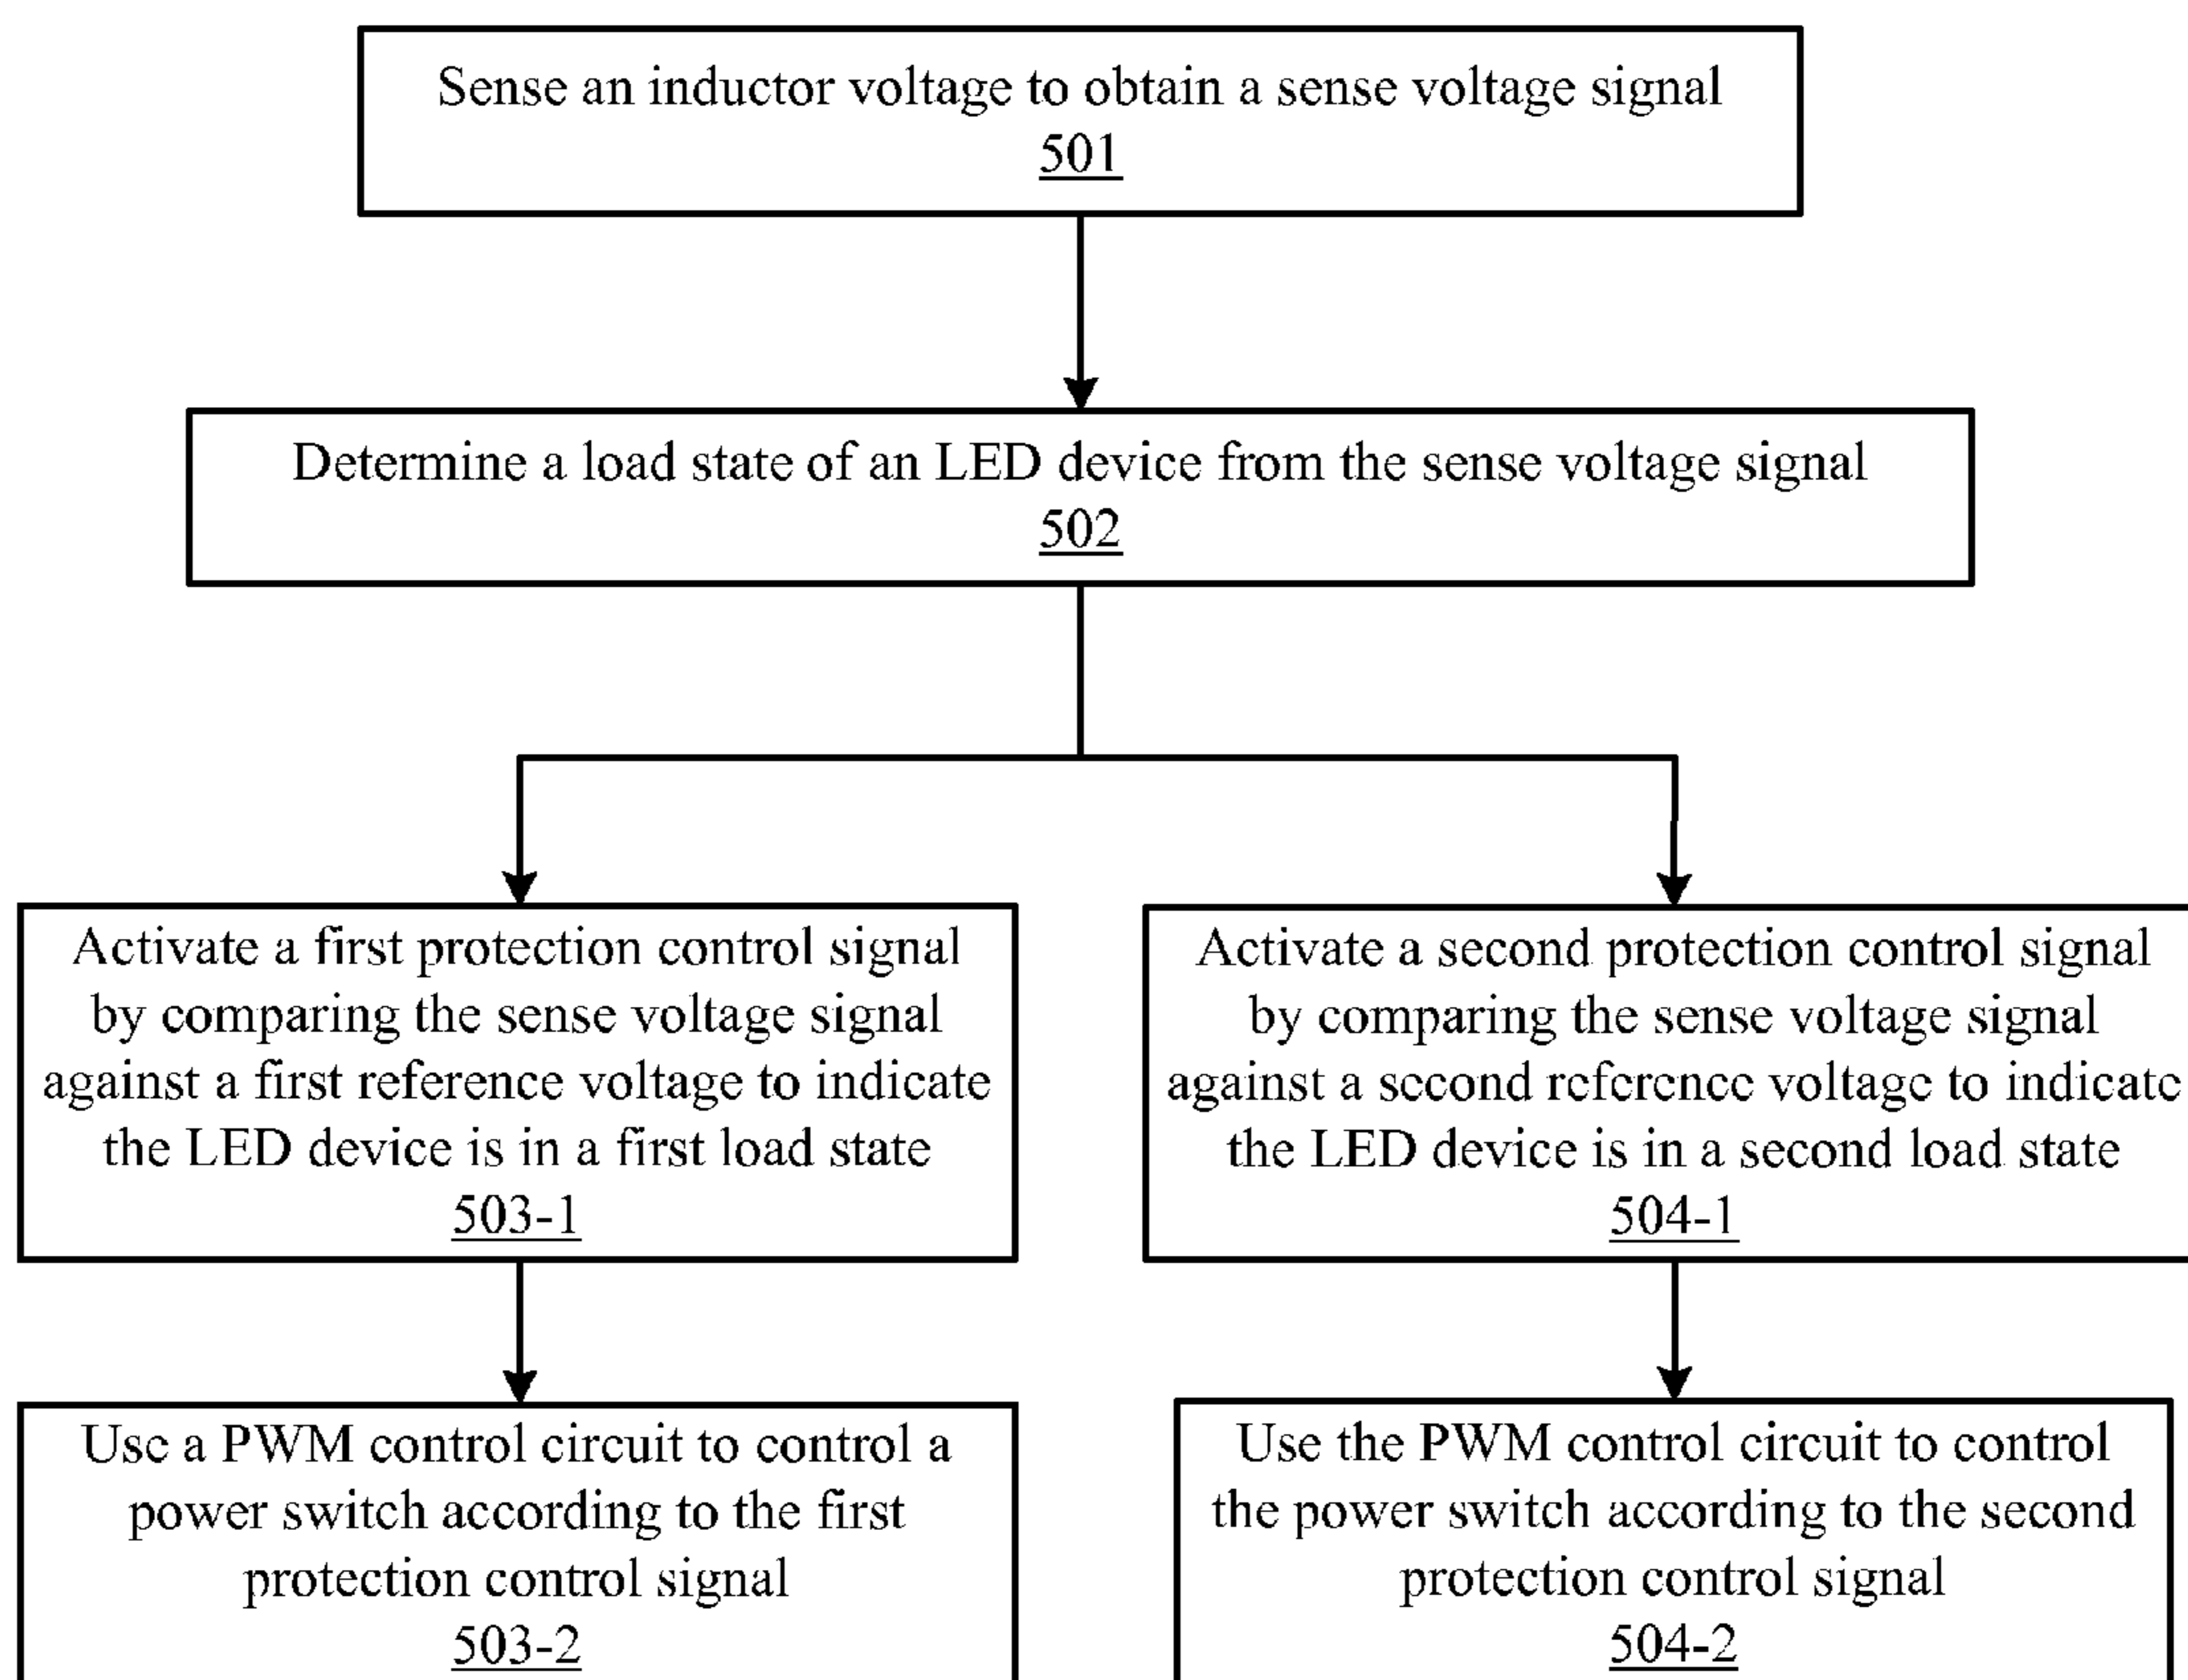 Sense an inductor voltage to obtain a sense voltage signal
501
Determine a load state of an LED device from the sense voltage signal
502
Activate a first protection control signal
by comparing the sense voltage signal
against a first reference voltage to indicate
the LED device is in a first load state
503-1
Activate a second protection control signal
by comparing the sense voltage signal
against a second reference voltage to indicate
the LED device is in a second load state
504-1
Use a PWM control circuit to control a
power switch according to the first
protection control signal
503-2
Use the PWM control circuit to control
the power switch according to the second
protection control signal
504-2